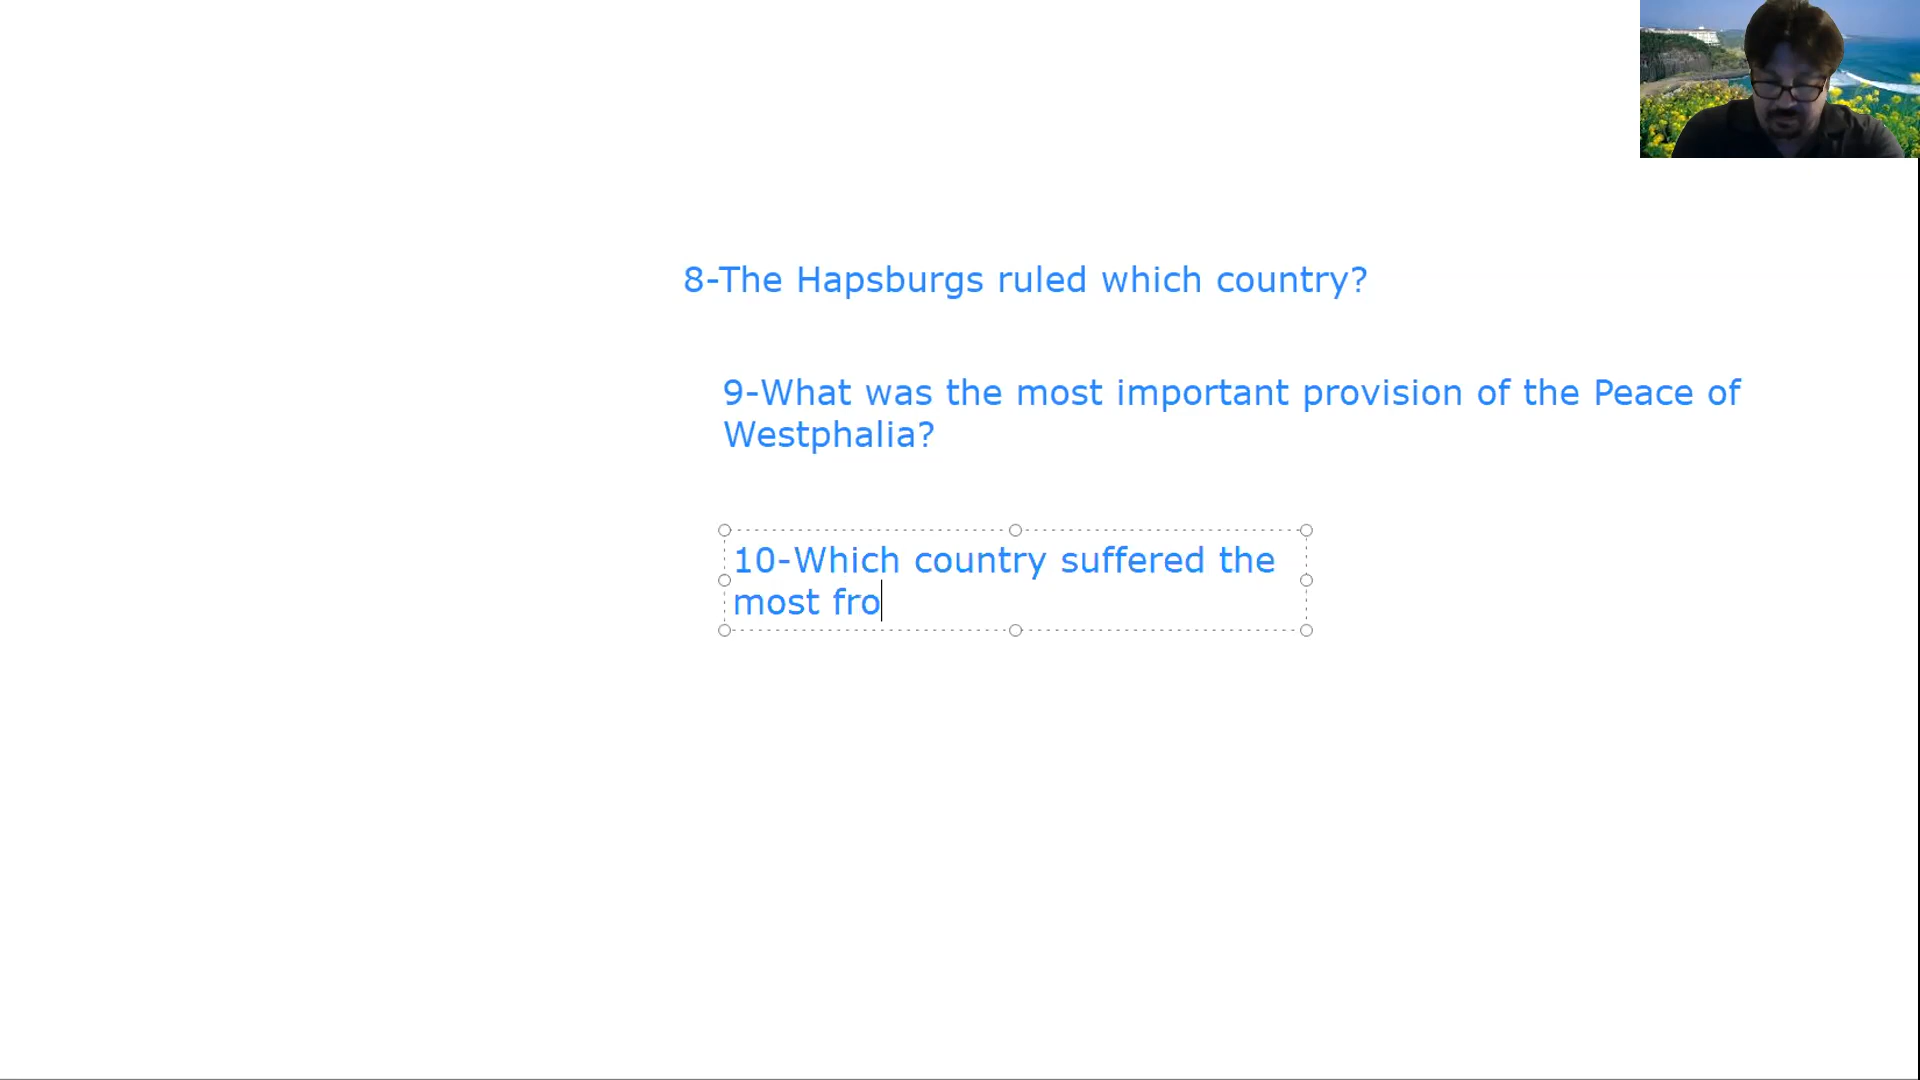 8-The Hapsburgs ruled which country?
9-What was the most important provision of the Peace of
Westphalia?
10-Which country suffered the
most fro